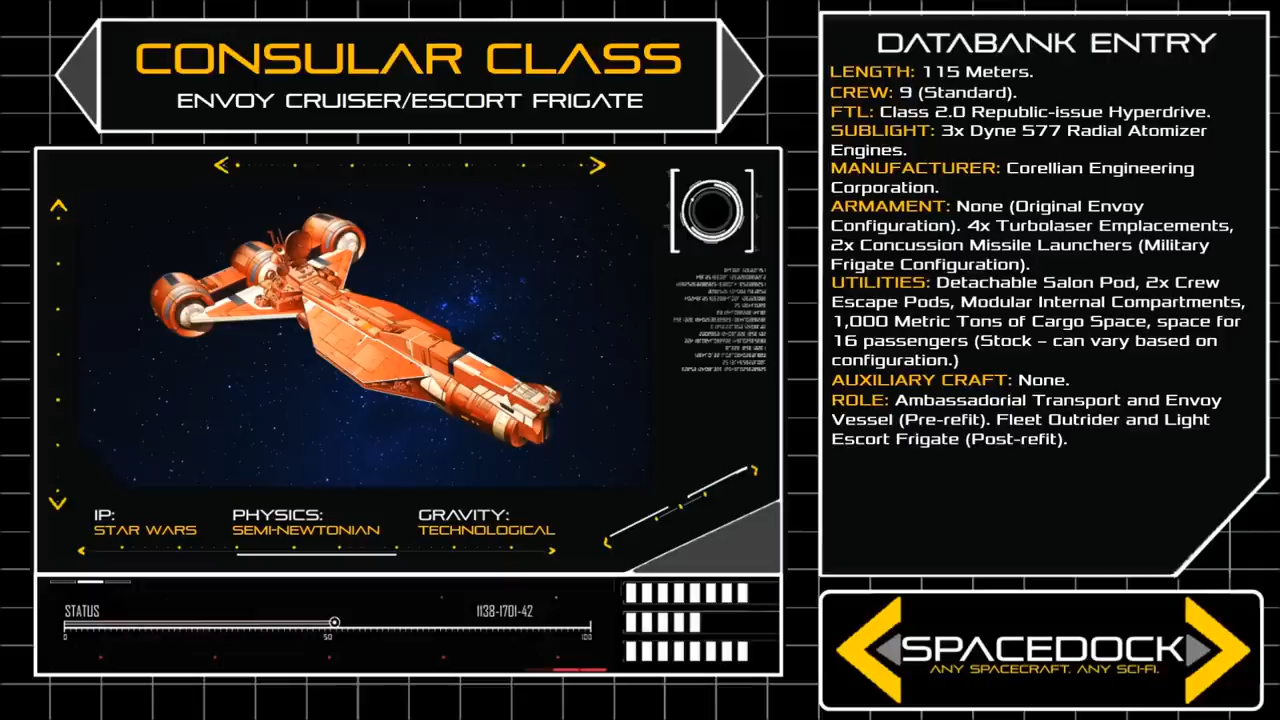 CONSULAR CLASS
ENVOY CRUISER/ESCORT FRIGATE
IP:
STAR WARS
PHYSICS:
SEMI-NEWTONIAN
GRAVITY:
TECHNOLOGICAL
STATUS
1138-1701-42
0
50
100
DATABANK ENTRY
LENGTH: 115 Meters.
CREW: 9 (Standard).
FTL: Class 2.0 Republic-issue Hyperdrive.
SUBLIGHT: 3x Dyne 577 Radial Atomizer
Engines.
MANUFACTURER: Corellian Engineering
Corporation.
ARMAMENT: None (Original Envoy
Configuration). 4x Turbolaser Emplacements,
2x Concussion Missile Launchers (Military
Frigate Configuration).
UTILITIES: Detachable Salon Pod, 2x Crew
Escape Pods, Modular Internal Compartments,
1,000 Metric Tons of Cargo Space, space for
16 passengers (Stock – can vary based on
configuration.)
AUXILIARY CRAFT: None.
ROLE: Ambassadorial Transport and Envoy
Vessel (Pre-refit). Fleet Outrider and Light
Escort Frigate (Post-refit).
SPACEDOCK
ANY SPACECRAFT. ANY SCI-FI.